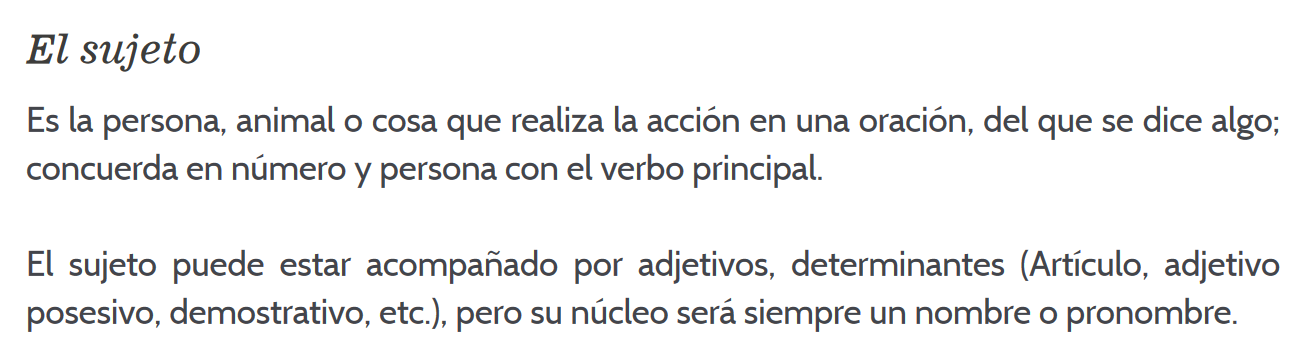 El sujeto
Es la persona, animal o cosa que realiza la acción en una oración, del que se dice algo;
concuerda en número y persona con el verbo principal.
El sujeto puede estar acompañado por adjetivos, determinantes (Artículo, adjetivo
posesivo, demostrativo, etc.), pero su núcleo será siempre un nombre o pronombre.